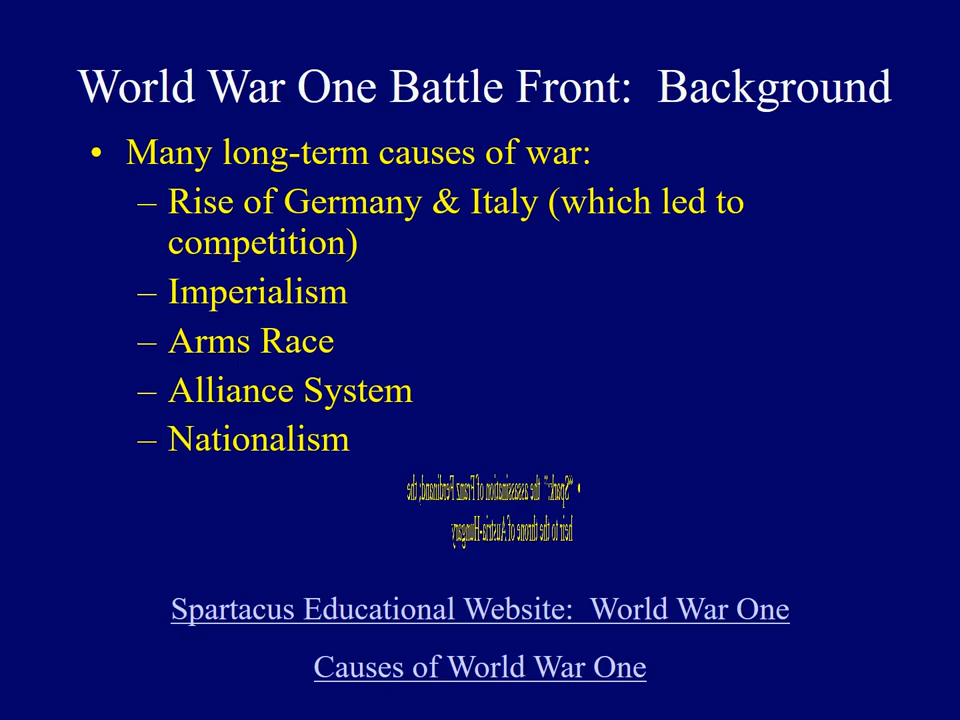 World War One Battle Front:  Background
• Many long-term causes of war:
– Rise of Germany & Italy (which led to
competition)
– Imperialism
– Arms Race
– Alliance System
– Nationalism
• “Spark:” the assassination of Franz Ferdinand, the
heir to the throne of Austria-Hungary
Spartacus Educational Website:  World War One
Causes of World War One